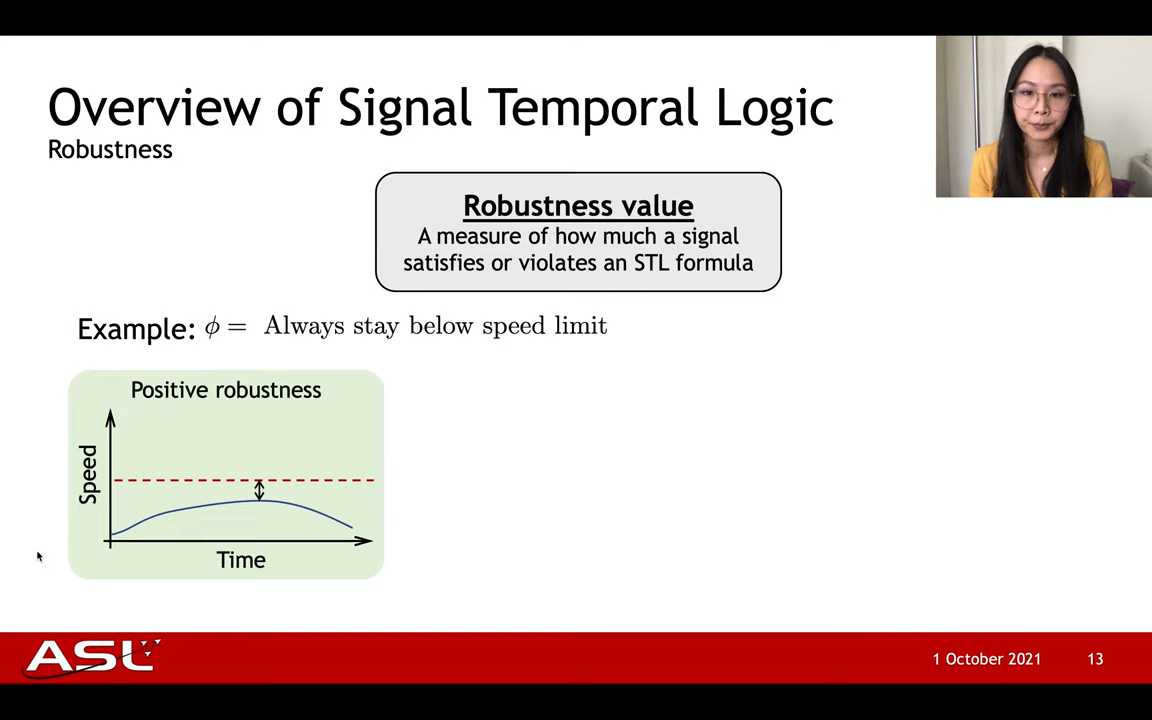 Overview of Signal Temporal Logic
Robustness
Robustness value
A measure of how much a signal
satisfies or violates an STL formula
Example: ϕ = Always stay below speed limit
Positive robustness
Speed
Time
ASL
1 October 2021
13